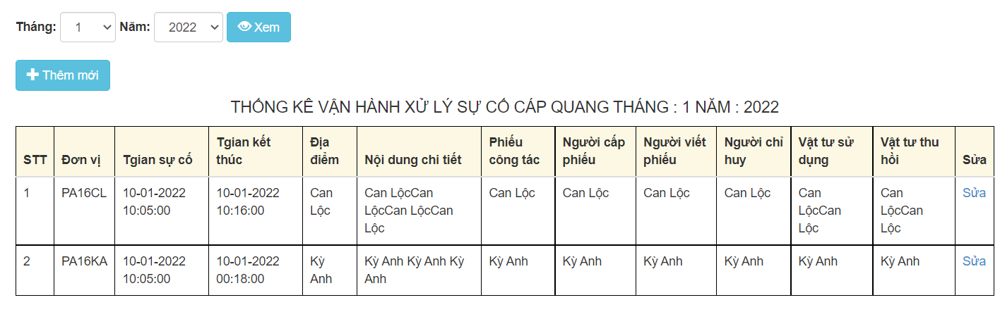 Tháng: 1 Năm: 2022 Xem
Thêm mới
THỐNG KÊ VẬN HÀNH XỬ LÝ SỰ CỐ CÁP QUANG THÁNG : 1 NĂM : 2022
STT Đơn vị Tgian sự cố Tgian kết thúc Địa điểm Nội dung chi tiết Phiếu công tác Người cấp phiếu Người viết phiếu Người chỉ huy Vật tư sử dụng Vật tư thu hồi Sửa
1 PA16CL 10-01-2022 10:05:00 10-01-2022 10:16:00 Can Lộc Can LộcCan LộcCan LộcCan Lộc Can Lộc Can Lộc Can Lộc Can Lộc Can LộcCan Lộc Can LộcCan Lộc Sửa
2 PA16KA 10-01-2022 10:05:00 10-01-2022 00:18:00 Kỳ Anh Kỳ Anh Kỳ Anh Kỳ Anh Kỳ Anh Kỳ Anh Kỳ Anh Kỳ Anh Kỳ Anh Kỳ Anh Sửa